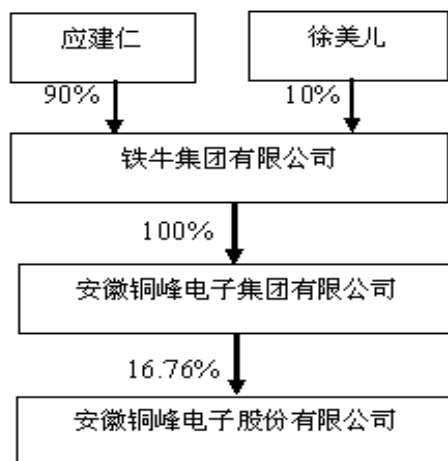 应建仁
徐美儿
90%
10%
铁牛集团有限公司
100%
安徽铜峰电子集团有限公司
16.76%
安徽铜峰电子股份有限公司